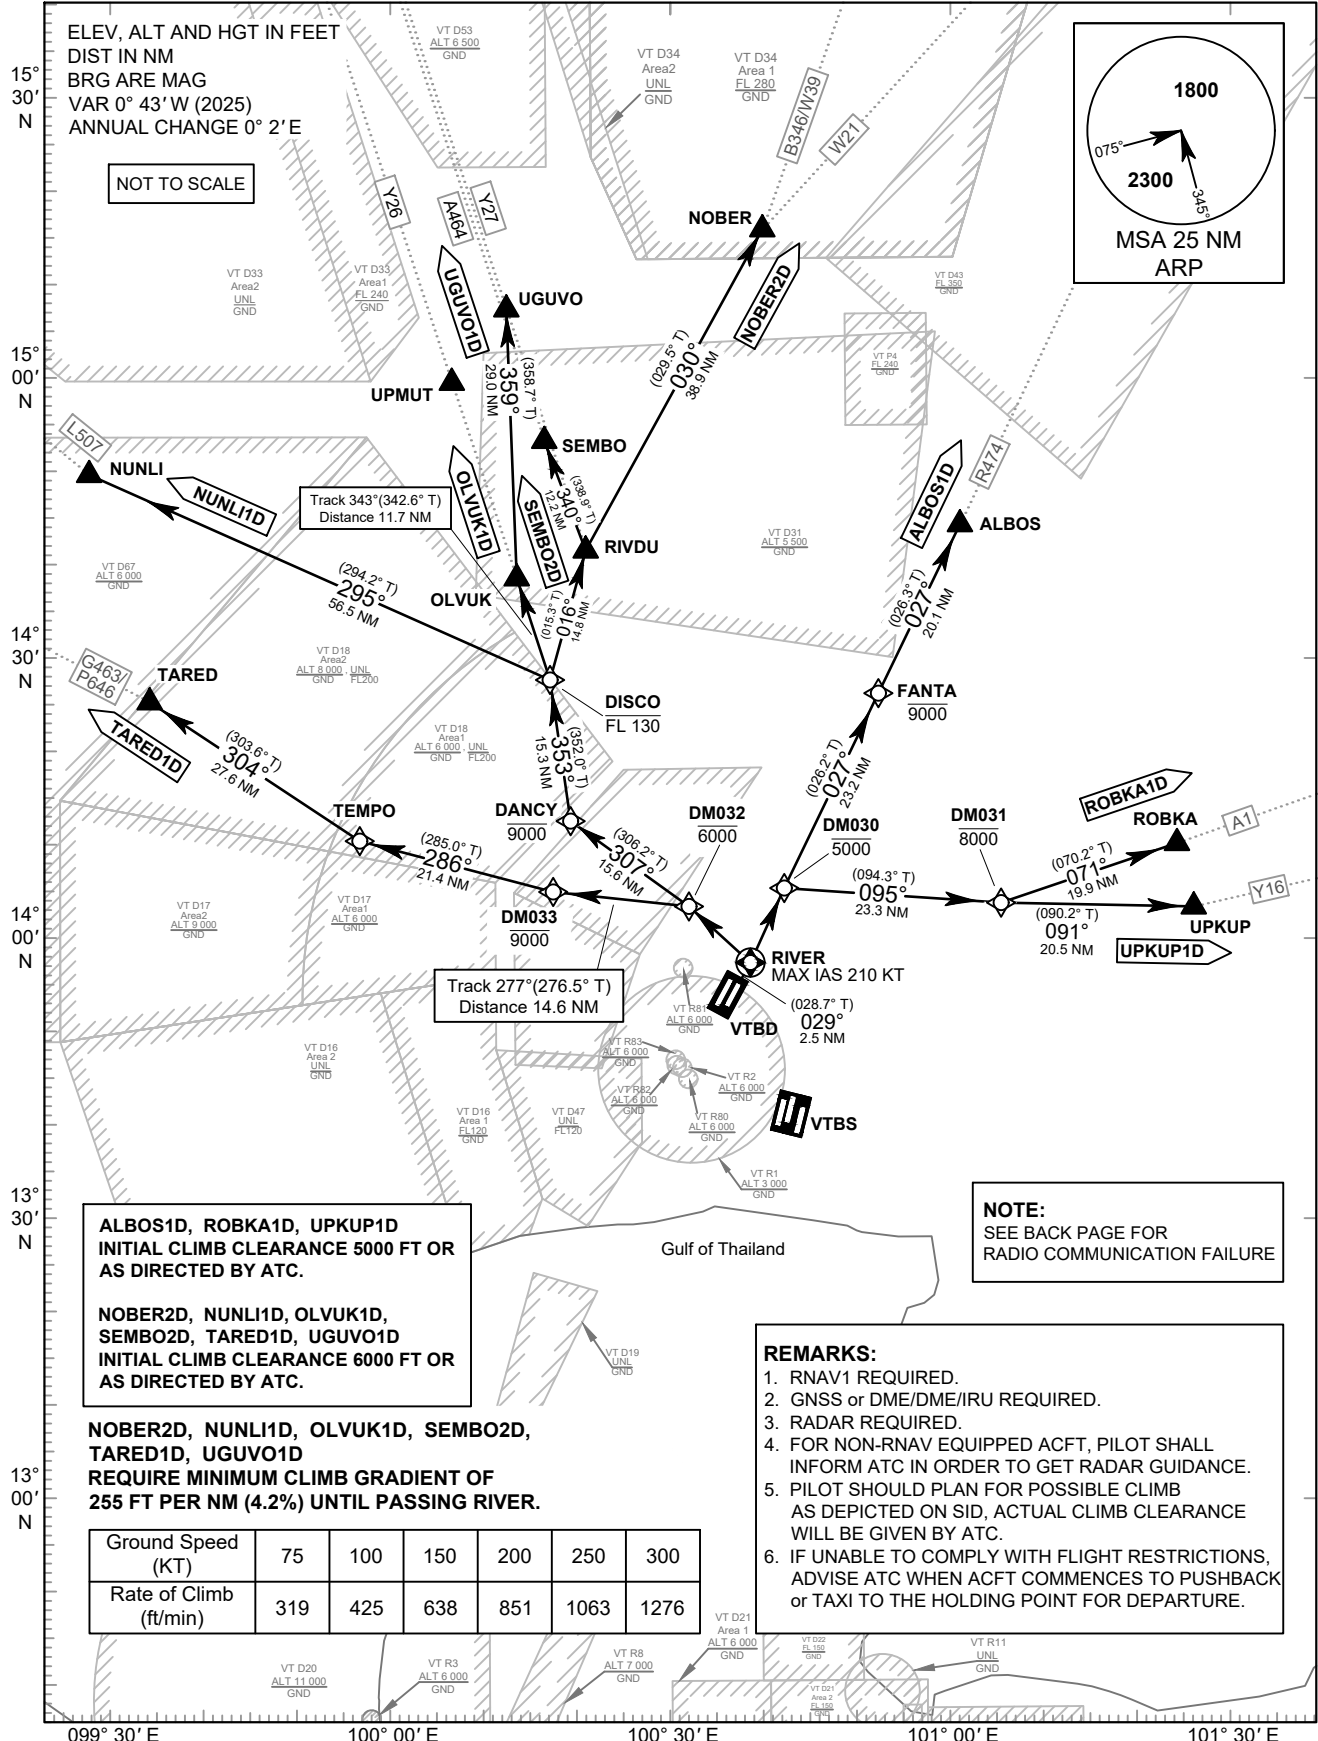 ELEV, ALT AND HGT IN FEET
DIST IN NM
BRG ARE MAG
VAR 0° 43' W (2025)
ANNUAL CHANGE 0° 2' E
NOT TO SCALE
15°
30'
N
15°
00'
N
14°
30'
N
14°
00'
N
13°
30'
N
13°
00'
N
VT D53
ALT 6 500
GND
VT D34
Area2
UNL
GND
VT D34
Area 1
FL 280
GND
B346/W39
W21
1800
075°
2300
345°
MSA 25 NM
ARP
Y26
A464
Y27
NOBER
UGUVO1D
UGUVO
NOBER2D
VT D33
Area2
UNL
GND
VT D33
Area1
FL 240
GND
VT D43
FL 350
GND
VT P4
FL 240
GND
(029.5° T)
030°
38.9 NM
(358.7° T)
359°
29.0 NM
UPMUT
SEMBO
L507
NUNLI
NUNLI1D
OLVUK1D
SEMBO2D
(338.9° T)
340°
12.2 NM
Track 343°(342.6° T)
Distance 11.7 NM
ALBOS1D
R474
ALBOS
RIVDU
VT D31
ALT 5 500
GND
VT D67
ALT 6 000
GND
(294.2° T)
295°
56.5 NM
OLVUK
(015.3° T)
016°
14.8 NM
(026.3° T)
027°
20.1 NM
G463/
P646
TARED
TARED1D
VT D18
Area2
ALT 8 000 , UNL
GND FL200
VT D18
Area1
ALT 6 000 , UNL
GND FL200
DISCO
FL 130
FANTA
9000
(303.6° T)
304°
27.6 NM
(352.0° T)
353°
15.3 NM
(026.2° T)
027°
23.2 NM
TEMPO
DANCY
9000
DM032
6000
DM030
5000
DM031
8000
ROBKA1D
ROBKA
A1
(285.0° T)
286°
21.4 NM
(306.2° T)
307°
15.6 NM
(094.3° T)
095°
23.3 NM
(070.2° T)
071°
19.9 NM
Y16
(090.2° T)
091°
20.5 NM
UPKUP
UPKUP1D
VT D17
Area2
ALT 9 000
GND
VT D17
Area1
ALT 6 000
GND
DM033
9000
Track 277°(276.5° T)
Distance 14.6 NM
RIVER
MAX IAS 210 KT
(028.7° T)
029°
2.5 NM
VTBD
VT R81
ALT 6 000
GND
VT R83
ALT 6 000
GND
VT R82
ALT 6 000
GND
VT R2
ALT 6 000
GND
VT R80
ALT 6 000
GND
VTBS
VT D16
Area 2
UNL
GND
VT D16
Area 1
FL120
GND
VT D47
UNL
FL120
VT R1
ALT 3 000
GND
Gulf of Thailand
NOTE:
SEE BACK PAGE FOR
RADIO COMMUNICATION FAILURE
ALBOS1D, ROBKA1D, UPKUP1D
INITIAL CLIMB CLEARANCE 5000 FT OR
AS DIRECTED BY ATC.
NOBER2D, NUNLI1D, OLVUK1D,
SEMBO2D, TARED1D, UGUVO1D
INITIAL CLIMB CLEARANCE 6000 FT OR
AS DIRECTED BY ATC.
VT D19
UNL
GND
NOBER2D, NUNLI1D, OLVUK1D, SEMBO2D,
TARED1D, UGUVO1D
REQUIRE MINIMUM CLIMB GRADIENT OF
255 FT PER NM (4.2%) UNTIL PASSING RIVER.
Ground Speed (KT) 75 100 150 200 250 300
Rate of Climb (ft/min) 319 425 638 851 1063 1276
REMARKS:
1. RNAV1 REQUIRED.
2. GNSS or DME/DME/IRU REQUIRED.
3. RADAR REQUIRED.
4. FOR NON-RNAV EQUIPPED ACFT, PILOT SHALL
INFORM ATC IN ORDER TO GET RADAR GUIDANCE.
5. PILOT SHOULD PLAN FOR POSSIBLE CLIMB
AS DEPICTED ON SID, ACTUAL CLIMB CLEARANCE
WILL BE GIVEN BY ATC.
6. IF UNABLE TO COMPLY WITH FLIGHT RESTRICTIONS,
ADVISE ATC WHEN ACFT COMMENCES TO PUSHBACK
or TAXI TO THE HOLDING POINT FOR DEPARTURE.
VT D20
ALT 11 000
GND
VT R3
ALT 6 000
GND
VT R8
ALT 7 000
GND
VT D21
Area 1
ALT 6 000
GND
VT D22
FL 150
GND
VT D21
Area 2
FL 150
GND
VT R11
UNL
GND
099° 30' E
100° 00' E
100° 30' E
101° 00' E
101° 30' E